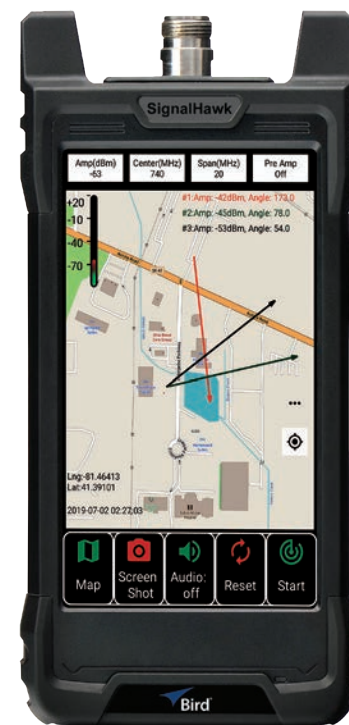 SignalHawk
Amp(dBm)
-63
Center(MHz)
740
Span(MHz)
20
Pre Amp
Off
+20
-10
-40
-70
#1:Amp: -42dBm, Angle: 173.0
#2:Amp: -45dBm, Angle: 78.0
#3:Amp: -53dBm, Angle: 54.0
Lng:-81.46413
Lat:41.39101
2019-07-02 02:27:03
Map
Screen
Shot
Audio:
off
Reset
Start
Bird